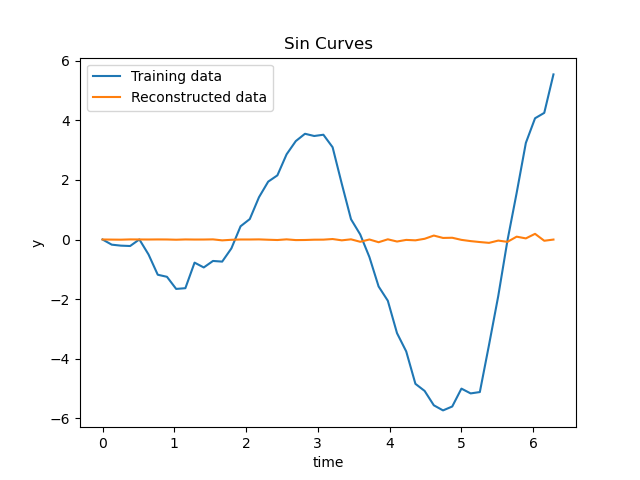 Sin Curves
Training data
Reconstructed data
6
4
2
0
−2
−4
−6
y
0 1 2 3 4 5 6
time